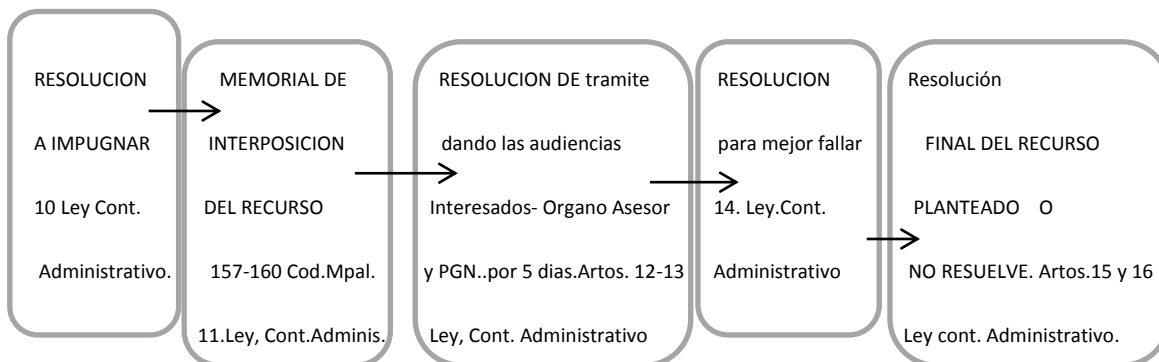 RESOLUCION
A IMPUGNAR
10 Ley Cont.
Administrativo.
MEMORIAL DE
INTERPOSICION
DEL RECURSO
157-160 Cod.Mpal.
11.Ley, Cont.Adminis.
RESOLUCION DE tramite
dando las audiencias
Interesados- Organo Asesor
y PGN..por 5 dias.Artos. 12-13
Ley, Cont. Administrativo
RESOLUCION
para mejor fallar
14. Ley.Cont.
Administrativo
Resolución
FINAL DEL RECURSO
PLANTEADO O
NO RESUELVE. Artos.15 y 16
Ley cont. Administrativo.